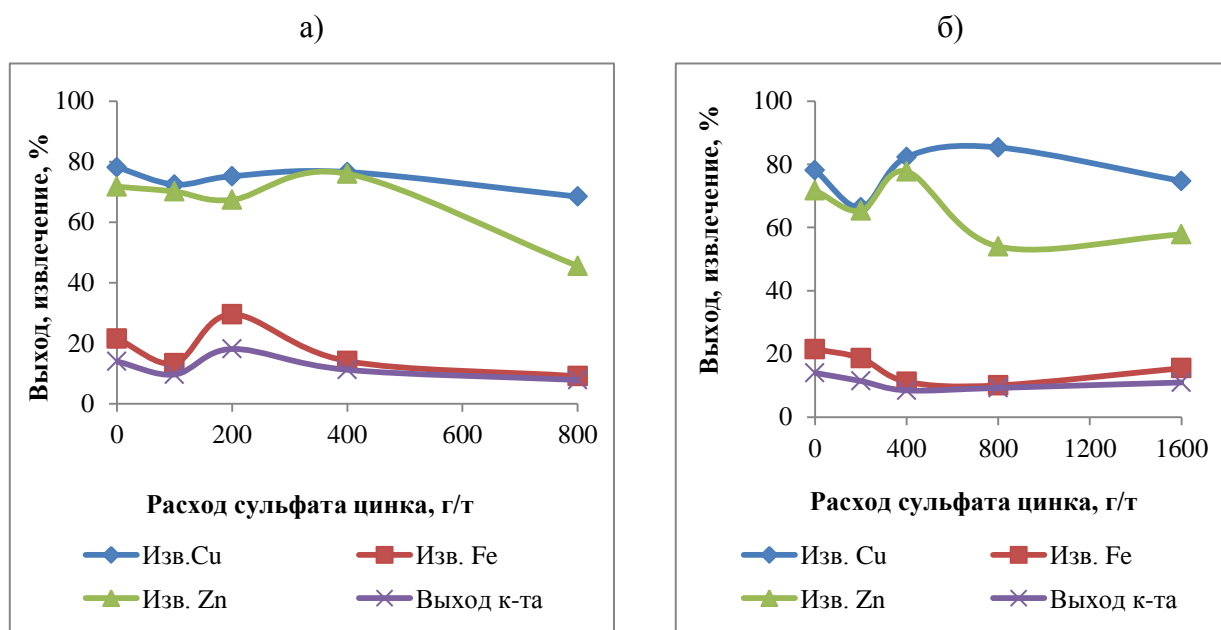 а)
Выход, извлечение, %
100
80
60
40
20
0
0 200 400 600 800
Расход сульфата цинка, г/т
Изв.Cu Изв. Fe
Изв. Zn Выход к-та
б)
Выход, извлечение, %
100
80
60
40
20
0
0 400 800 1200 1600
Расход сульфата цинка, г/т
Изв. Cu Изв. Fe
Изв. Zn Выход к-та